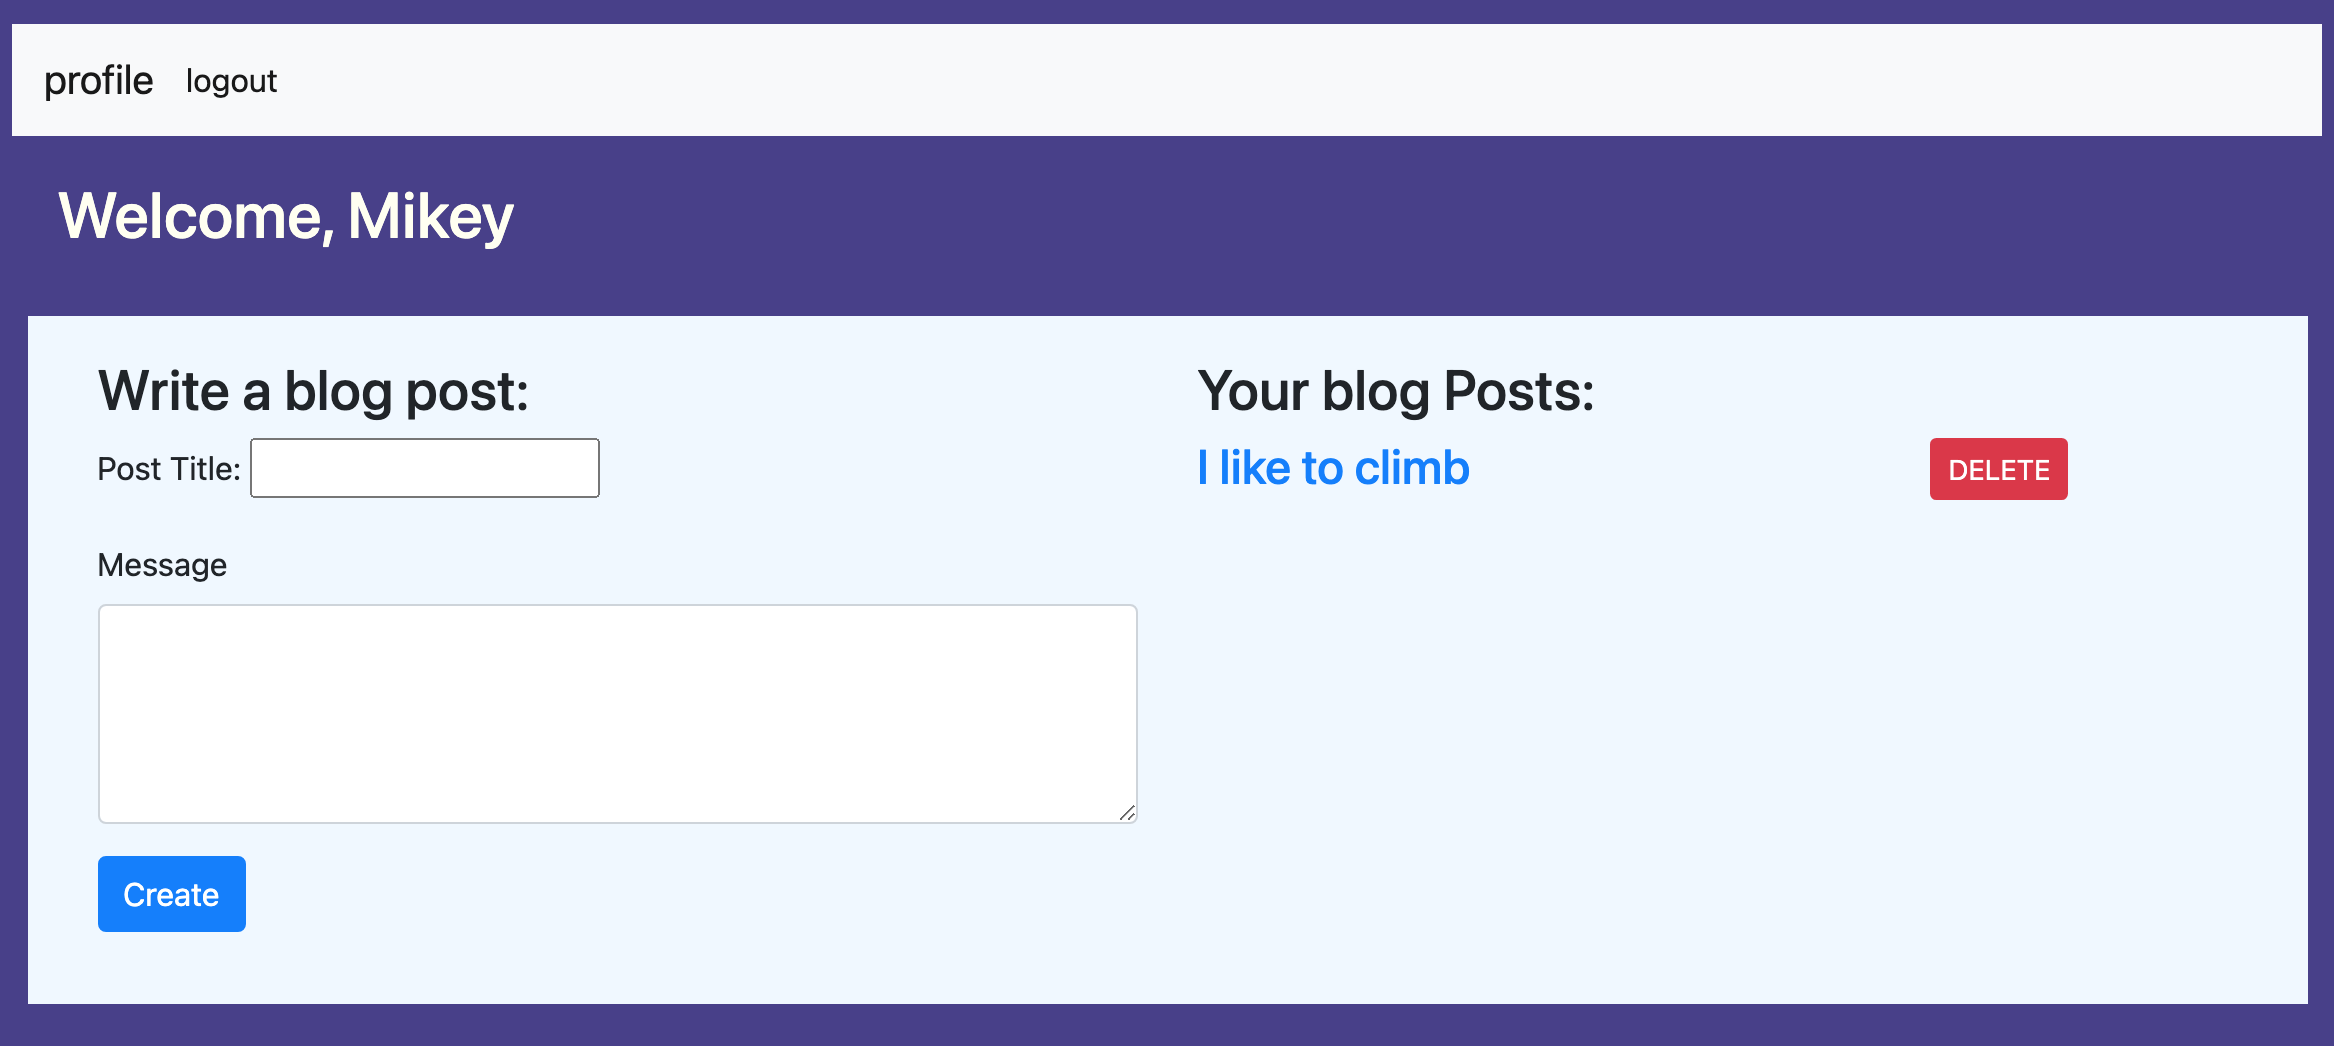 profile logout
Welcome, Mikey
Write a blog post:
Post Title:
Message
Create
Your blog Posts:
I like to climb
DELETE